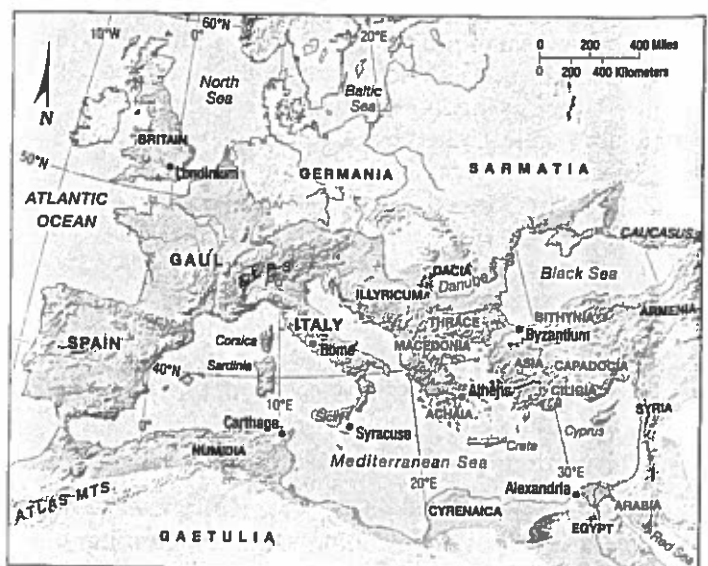 10°W
0°
60°N
20°E
0 200 400 Miles
0 200 400 Kilometers
North
Sea
Baltic
Sea
N
BRITAIN
50°N
Londinium
GERMANIA
SARMATIA
ATLANTIC
OCEAN
CAUCASUS
GAUL
ALPS
DACIA
Danube
Black Sea
ILLYRICUM
ARMENIA
THRACE
BITHYNIA
ITALY
Byzantium
SPAIN
Corsica
Rome
MACEDONIA
Sardinia
ASIA
CAPADOCIA
40°N
Athens
CILIGIA
10°E
ACHAIA
SYRIA
0°
Carthage
Sicily
Syracuse
Crete
Cyprus
NUMIDIA
Mediterranean Sea
20°E
30°E
ATLAS MTS
Alexandria
CYRENAICA
ARABIA
GAETULIA
EGYPT
Red Sea